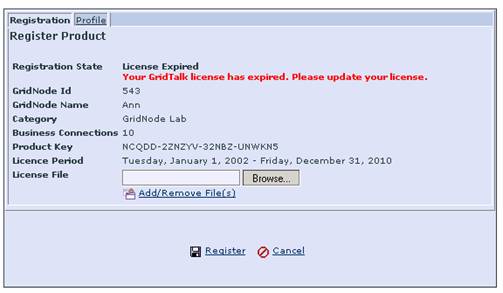 Registration Profile
Register Product
Registration State License Expired
Your GridTalk license has expired. Please update your license.
GridNode Id 543
GridNode Name Ann
Category GridNode Lab
Business Connections 10
Product Key NCQDD-2ZNZYV-32NBZ-UNWKN5
Licence Period Tuesday, January 1, 2002 - Friday, December 31, 2010
License File Browse...
Add/Remove File(s)
Register Cancel